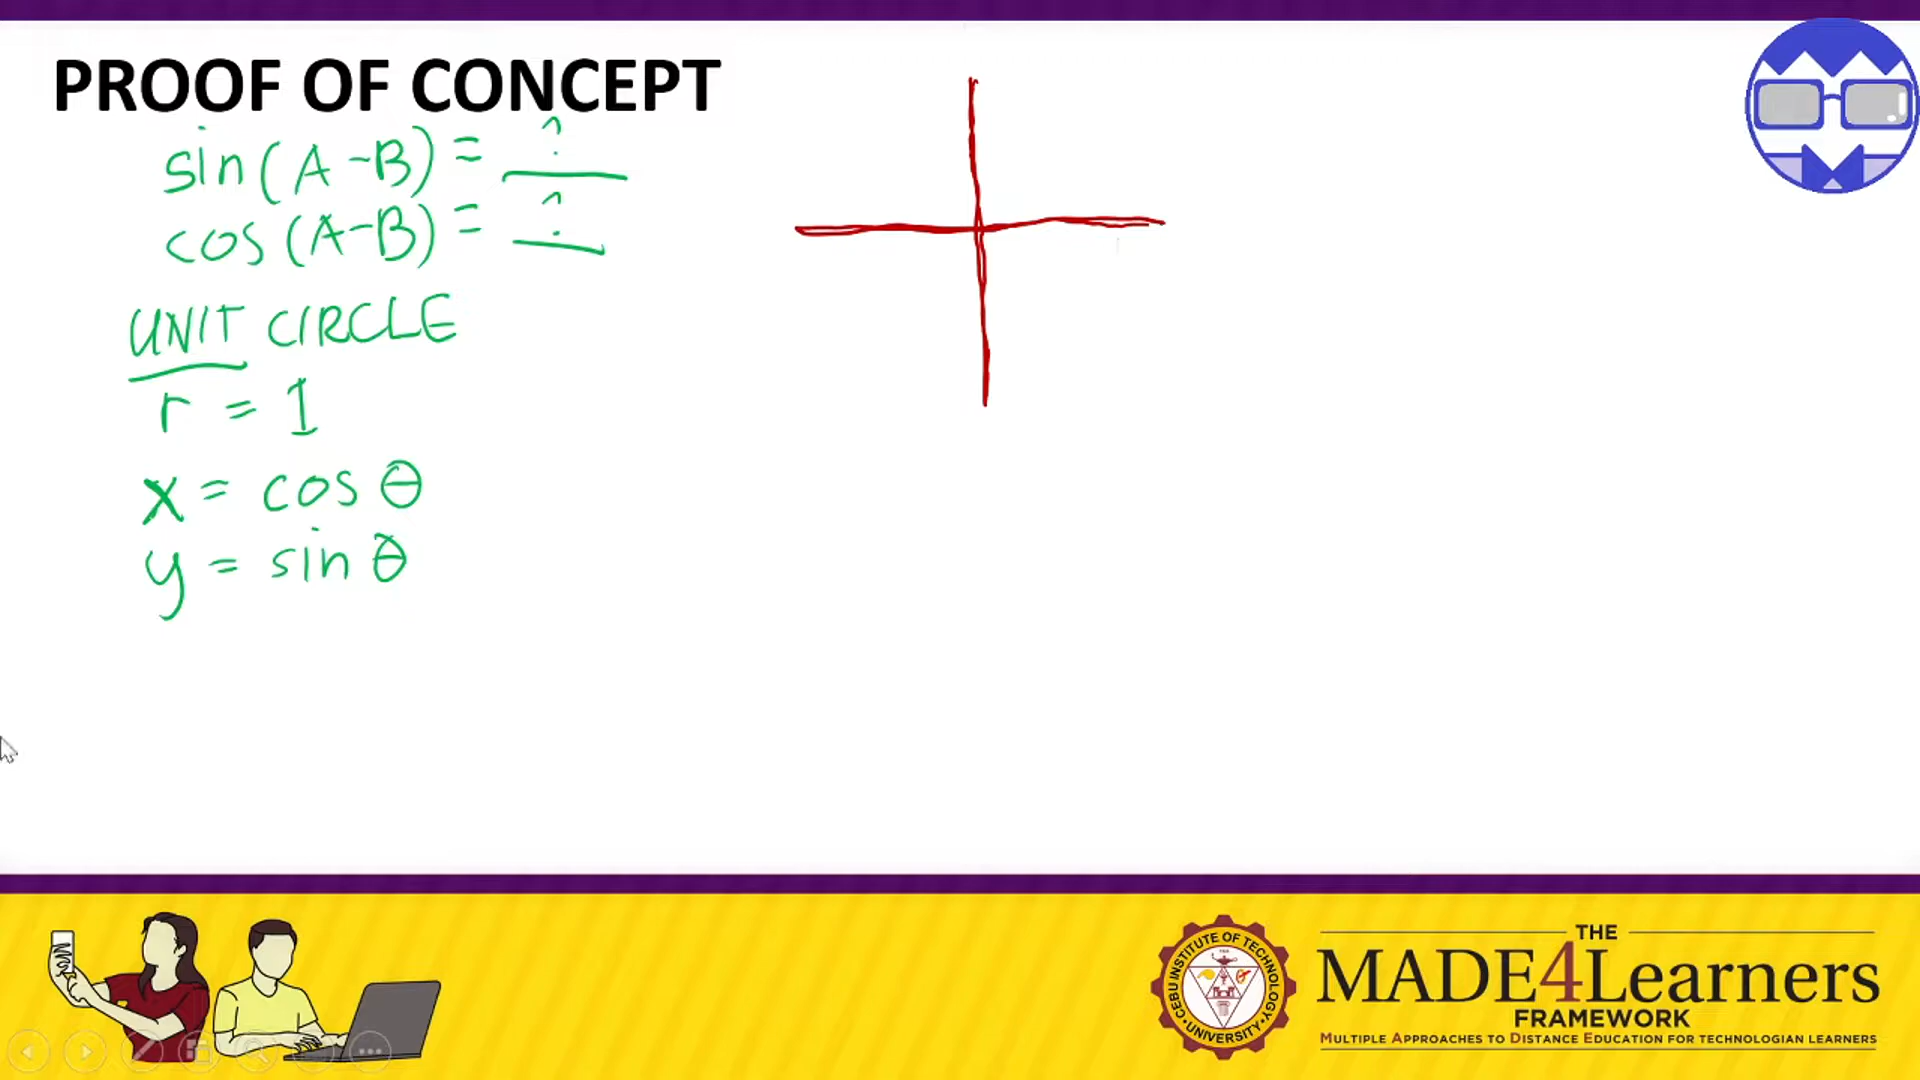 PROOF OF CONCEPT
sin(A-B) = ?
cos(A-B) = ?
UNIT CIRCLE
r = 1
x = cos θ
y = sin θ
CEBU INSTITUTE OF TECHNOLOGY
UNIVERSITY
THE
MADE4Learners
FRAMEWORK
MULTIPLE APPROACHES TO DISTANCE EDUCATION FOR TECHNOLOGIAN LEARNERS